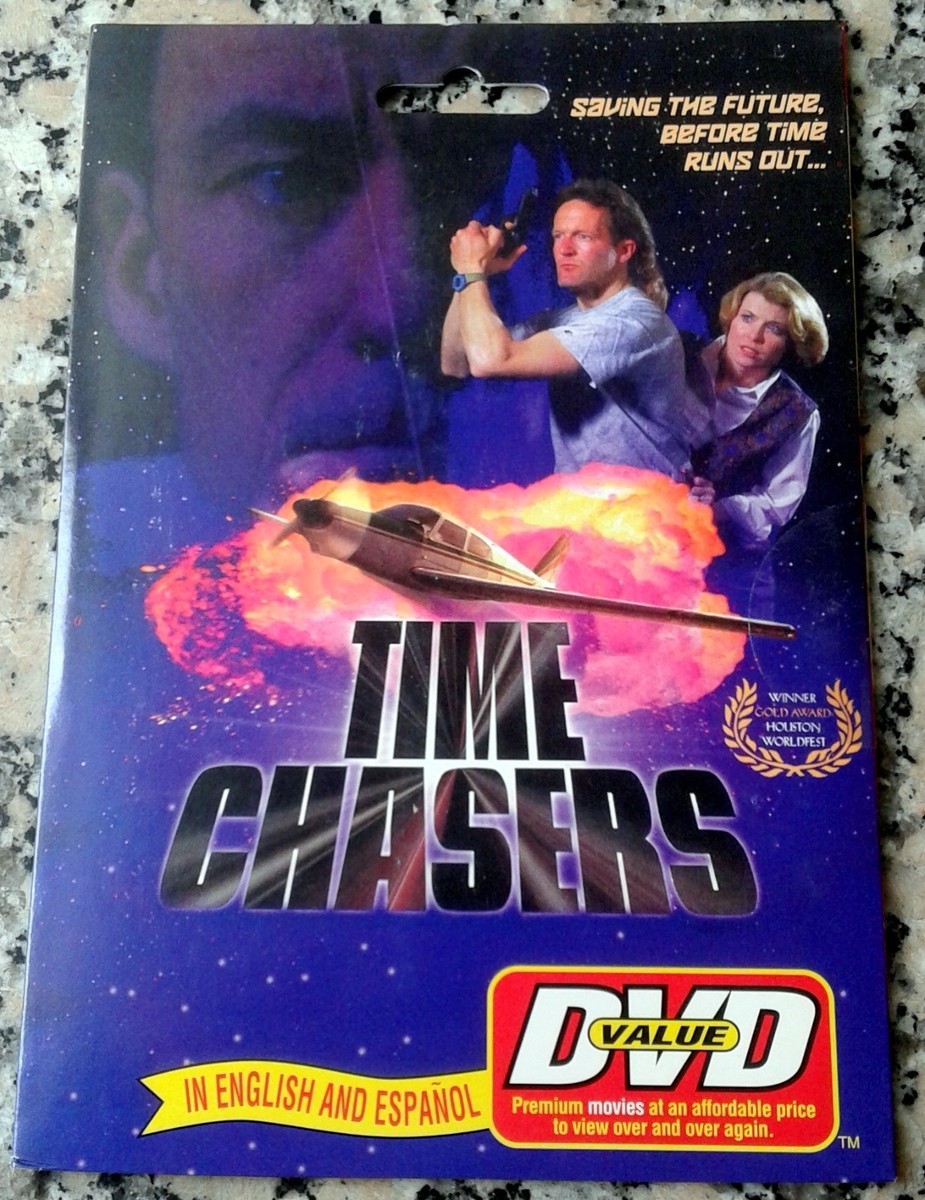 SAVING THE FUTURE,
BEFORE TIME
RUNS OUT...
TIME
CHASERS
WINNER
GOLD AWARD
HOUSTON
WORLDFEST
DVD
VALUE
Premium movies at an affordable price
to view over and over again.
TM
IN ENGLISH AND ESPAÑOL